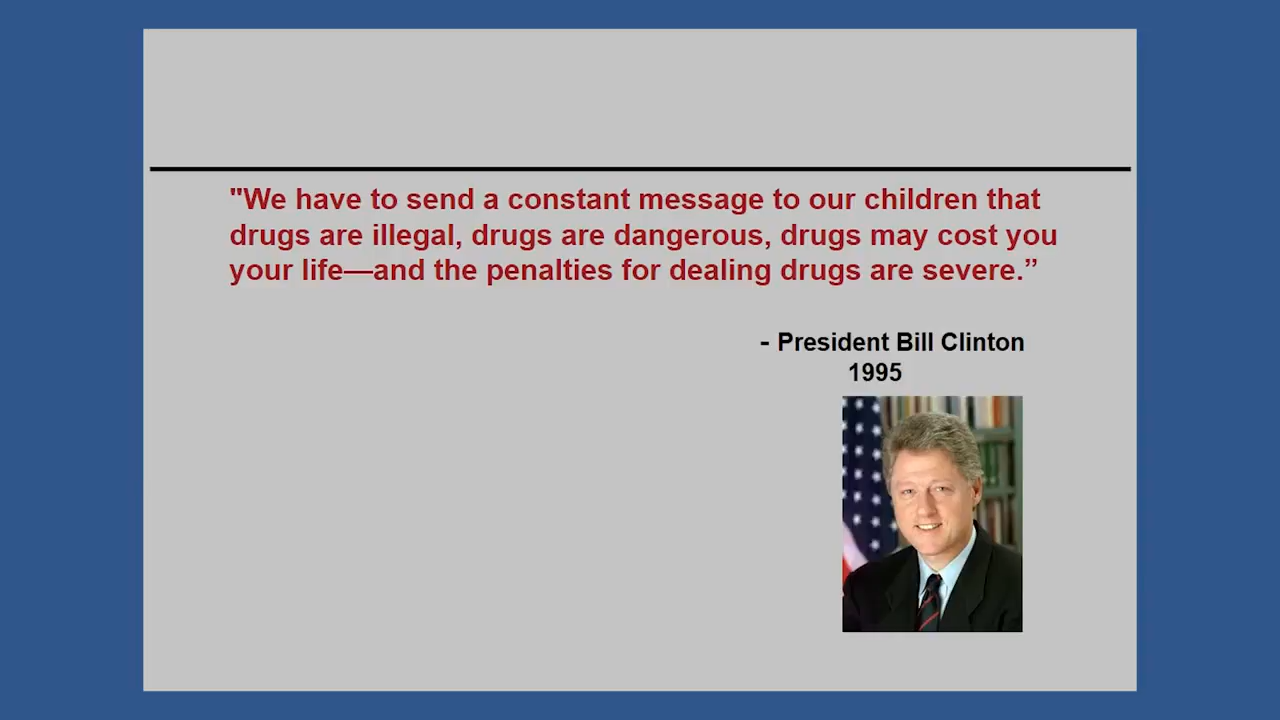 "We have to send a constant message to our children that
drugs are illegal, drugs are dangerous, drugs may cost you
your life—and the penalties for dealing drugs are severe.”
- President Bill Clinton
1995